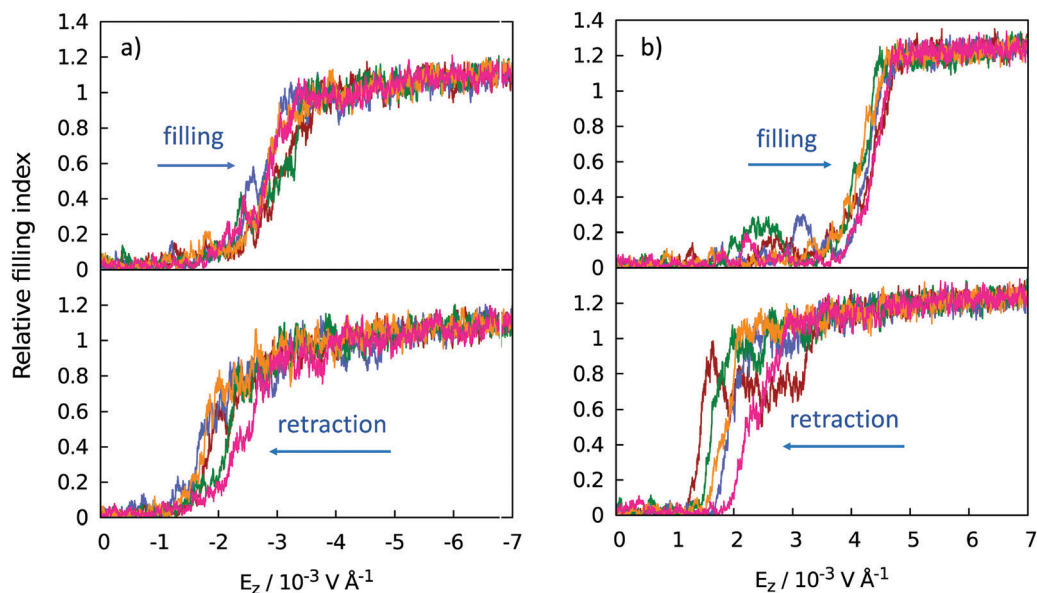 a)
1.4
1.2
1
0.8
0.6
0.4
0.2
0
filling
1.2
1
0.8
0.6
0.4
0.2
0
retraction
0 -1 -2 -3 -4 -5 -6 -7
E_z / 10⁻³ V Å⁻¹
Relative filling index
b)
1.4
1.2
1
0.8
0.6
0.4
0.2
0
filling
1.2
1
0.8
0.6
0.4
0.2
0
retraction
0 1 2 3 4 5 6 7
E_z / 10⁻³ V Å⁻¹